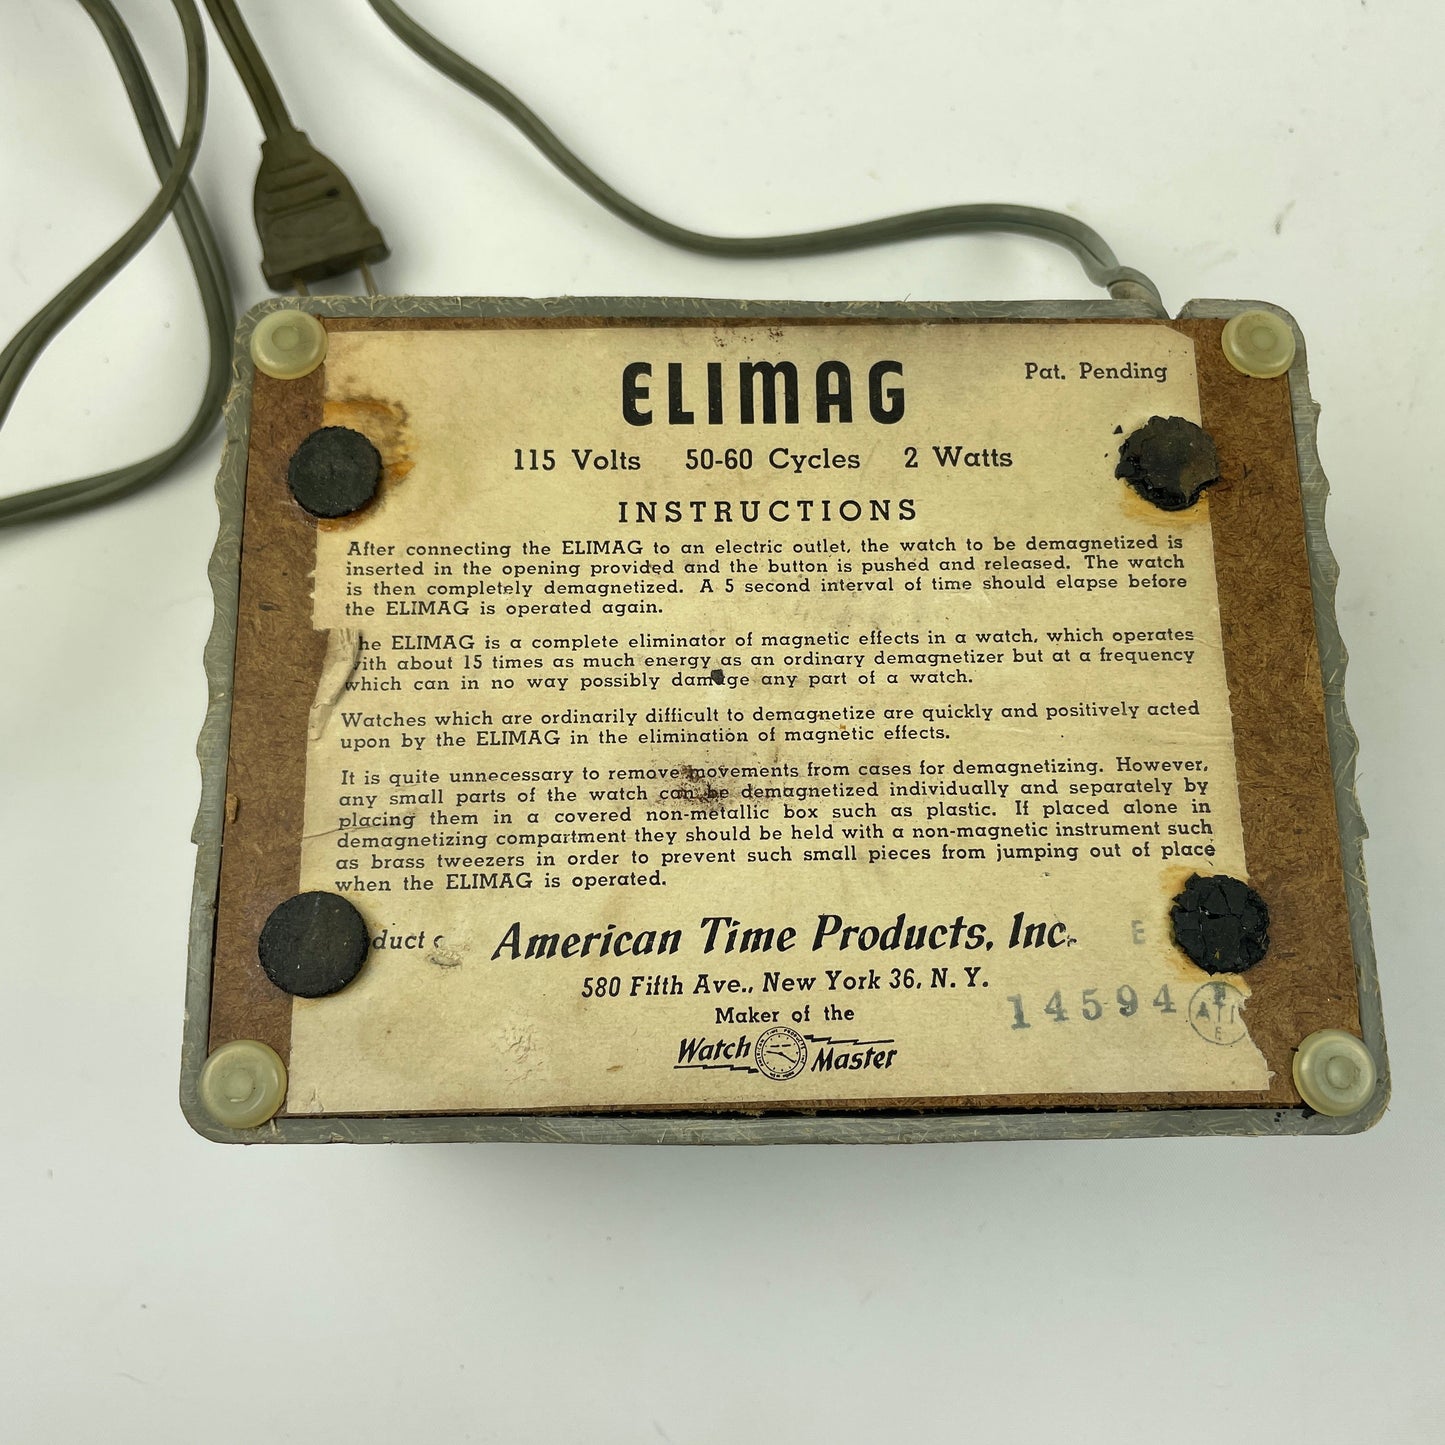 ELIMAG
Pat. Pending
115 Volts 50-60 Cycles 2 Watts
INSTRUCTIONS
After connecting the ELIMAG to an electric outlet, the watch to be demagnetized is
inserted in the opening provided and the button is pushed and released. The watch
is then completely demagnetized. A 5 second interval of time should elapse before
the ELIMAG is operated again.
he ELIMAG is a complete eliminator of magnetic effects in a watch, which operates
with about 15 times as much energy as an ordinary demagnetizer but at a frequency
which can in no way possibly damage any part of a watch.
Watches which are ordinarily difficult to demagnetize are quickly and positively acted
upon by the ELIMAG in the elimination of magnetic effects.
It is quite unnecessary to remove movements from cases for demagnetizing. However,
any small parts of the watch can be demagnetized individually and separately by
placing them in a covered non-metallic box such as plastic. If placed alone in
demagnetizing compartment they should be held with a non-magnetic instrument such
as brass tweezers in order to prevent such small pieces from jumping out of place
when the ELIMAG is operated.
duct American Time Products, Inc. E
580 Fifth Ave., New York 36, N. Y.
14594
Maker of the
Watch Master